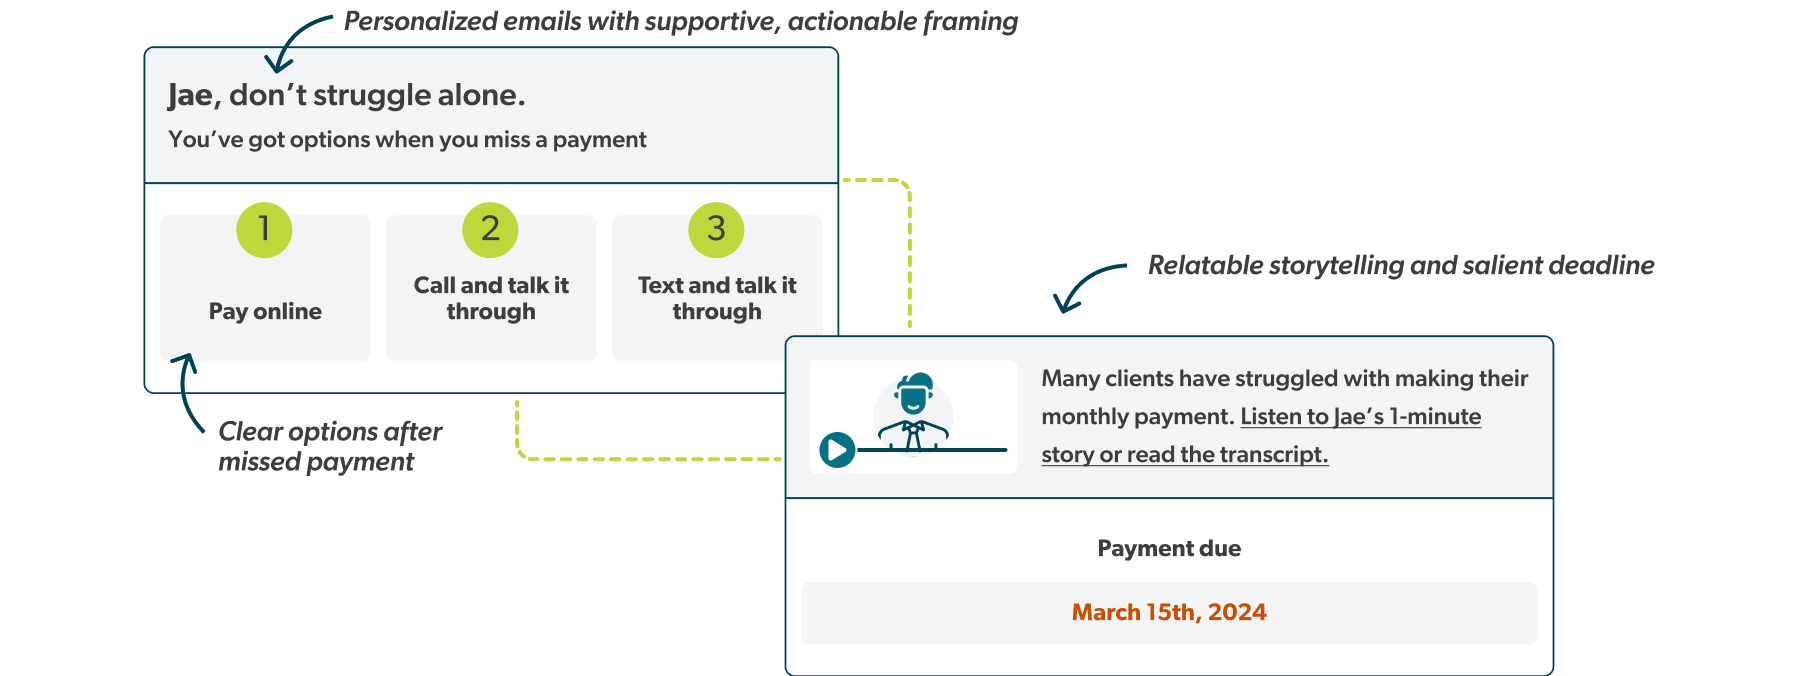 Personalized emails with supportive, actionable framing
Jae, don’t struggle alone.
You’ve got options when you miss a payment
1
Pay online
2
Call and talk it
through
3
Text and talk it
through
Clear options after
missed payment
Relatable storytelling and salient deadline
Many clients have struggled with making their
monthly payment. Listen to Jae’s 1-minute
story or read the transcript.
Payment due
March 15th, 2024